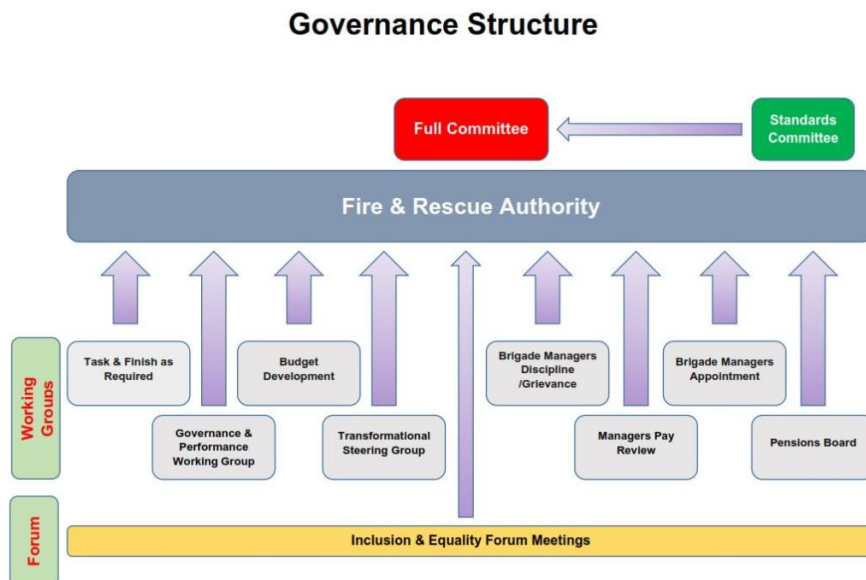 Governance Structure
Full Committee
Standards
Committee
Fire & Rescue Authority
Working
Groups
Task & Finish as
Required
Budget
Development
Brigade Managers
Discipline
/Grievance
Brigade Managers
Appointment
Governance &
Performance
Working Group
Transformational
Steering Group
Managers Pay
Review
Pensions Board
Forum
Inclusion & Equality Forum Meetings